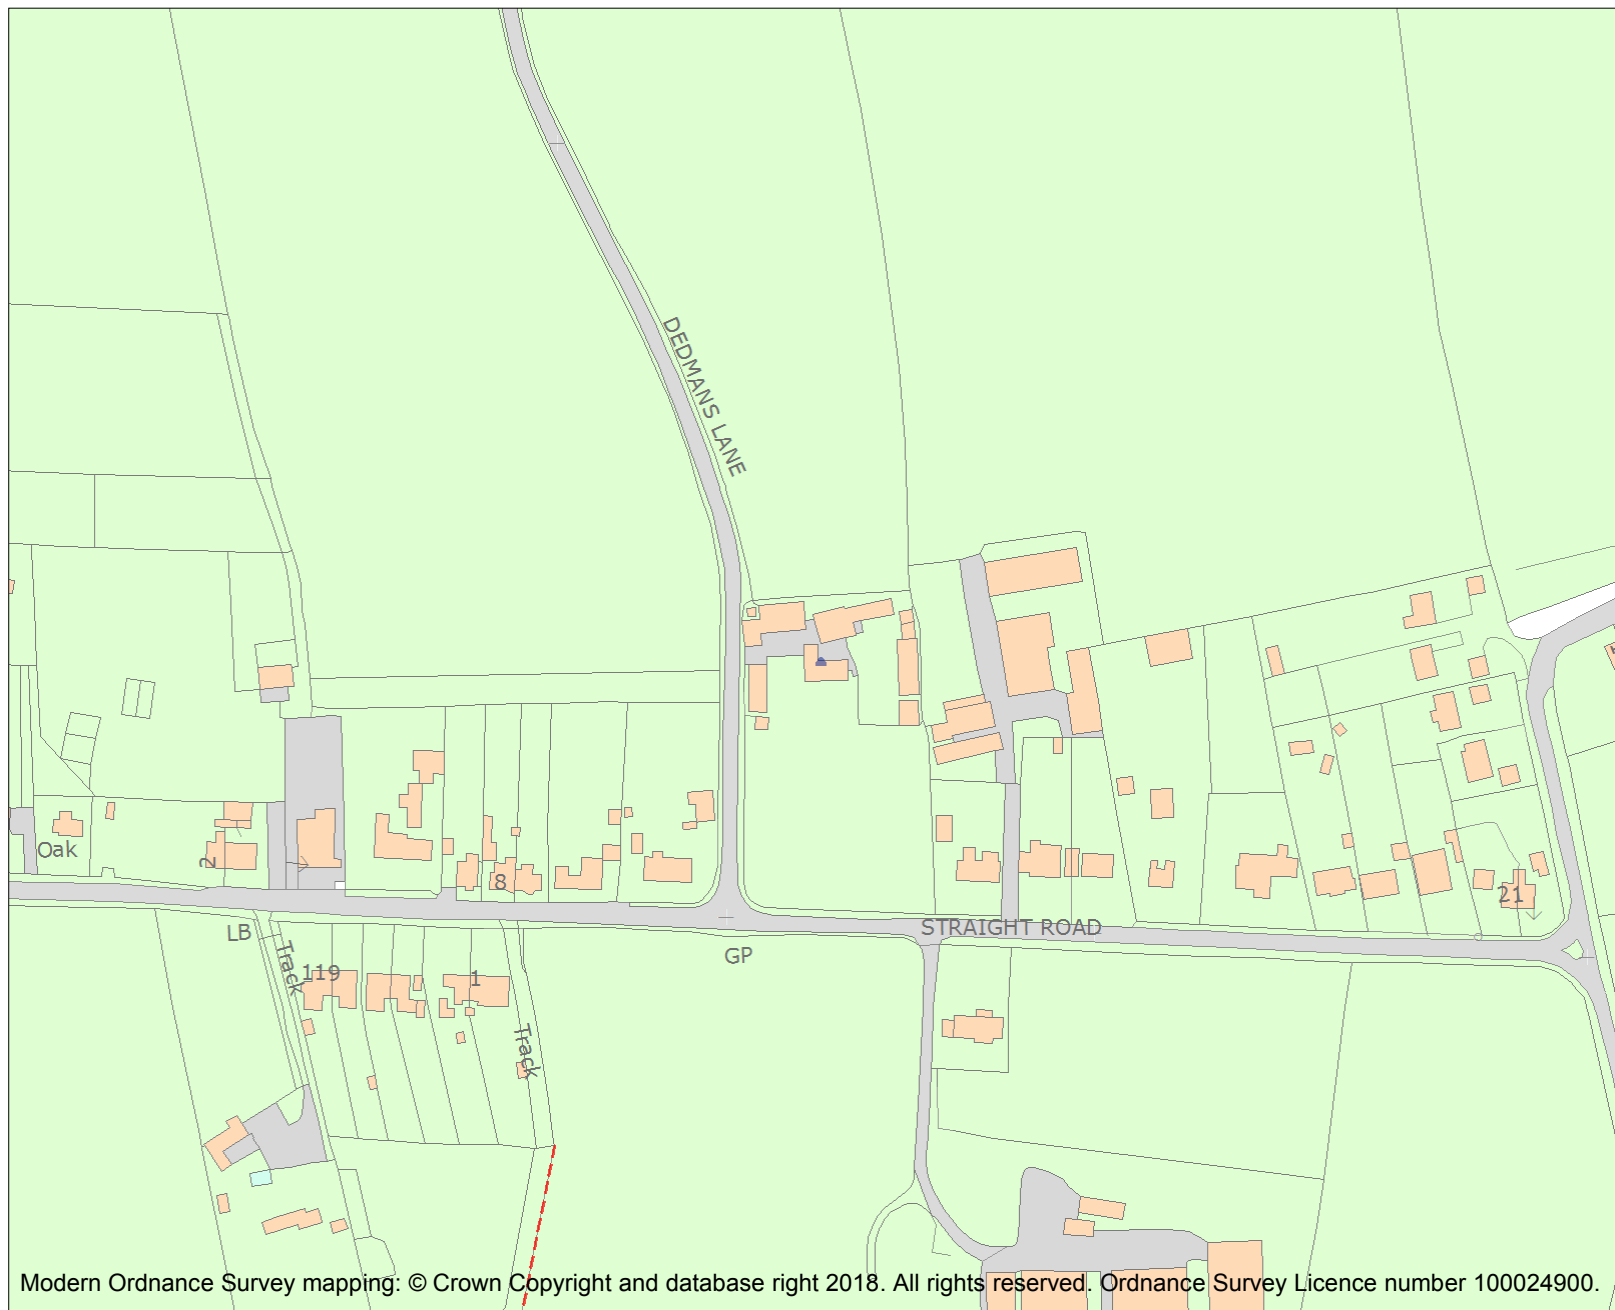 DEDMANS LANE
Oak
2
8
21
STRAIGHT ROAD
LB
GP
Track
119
1
Track
Modern Ordnance Survey mapping: © Crown Copyright and database right 2018. All rights reserved. Ordnance Survey Licence number 100024900.